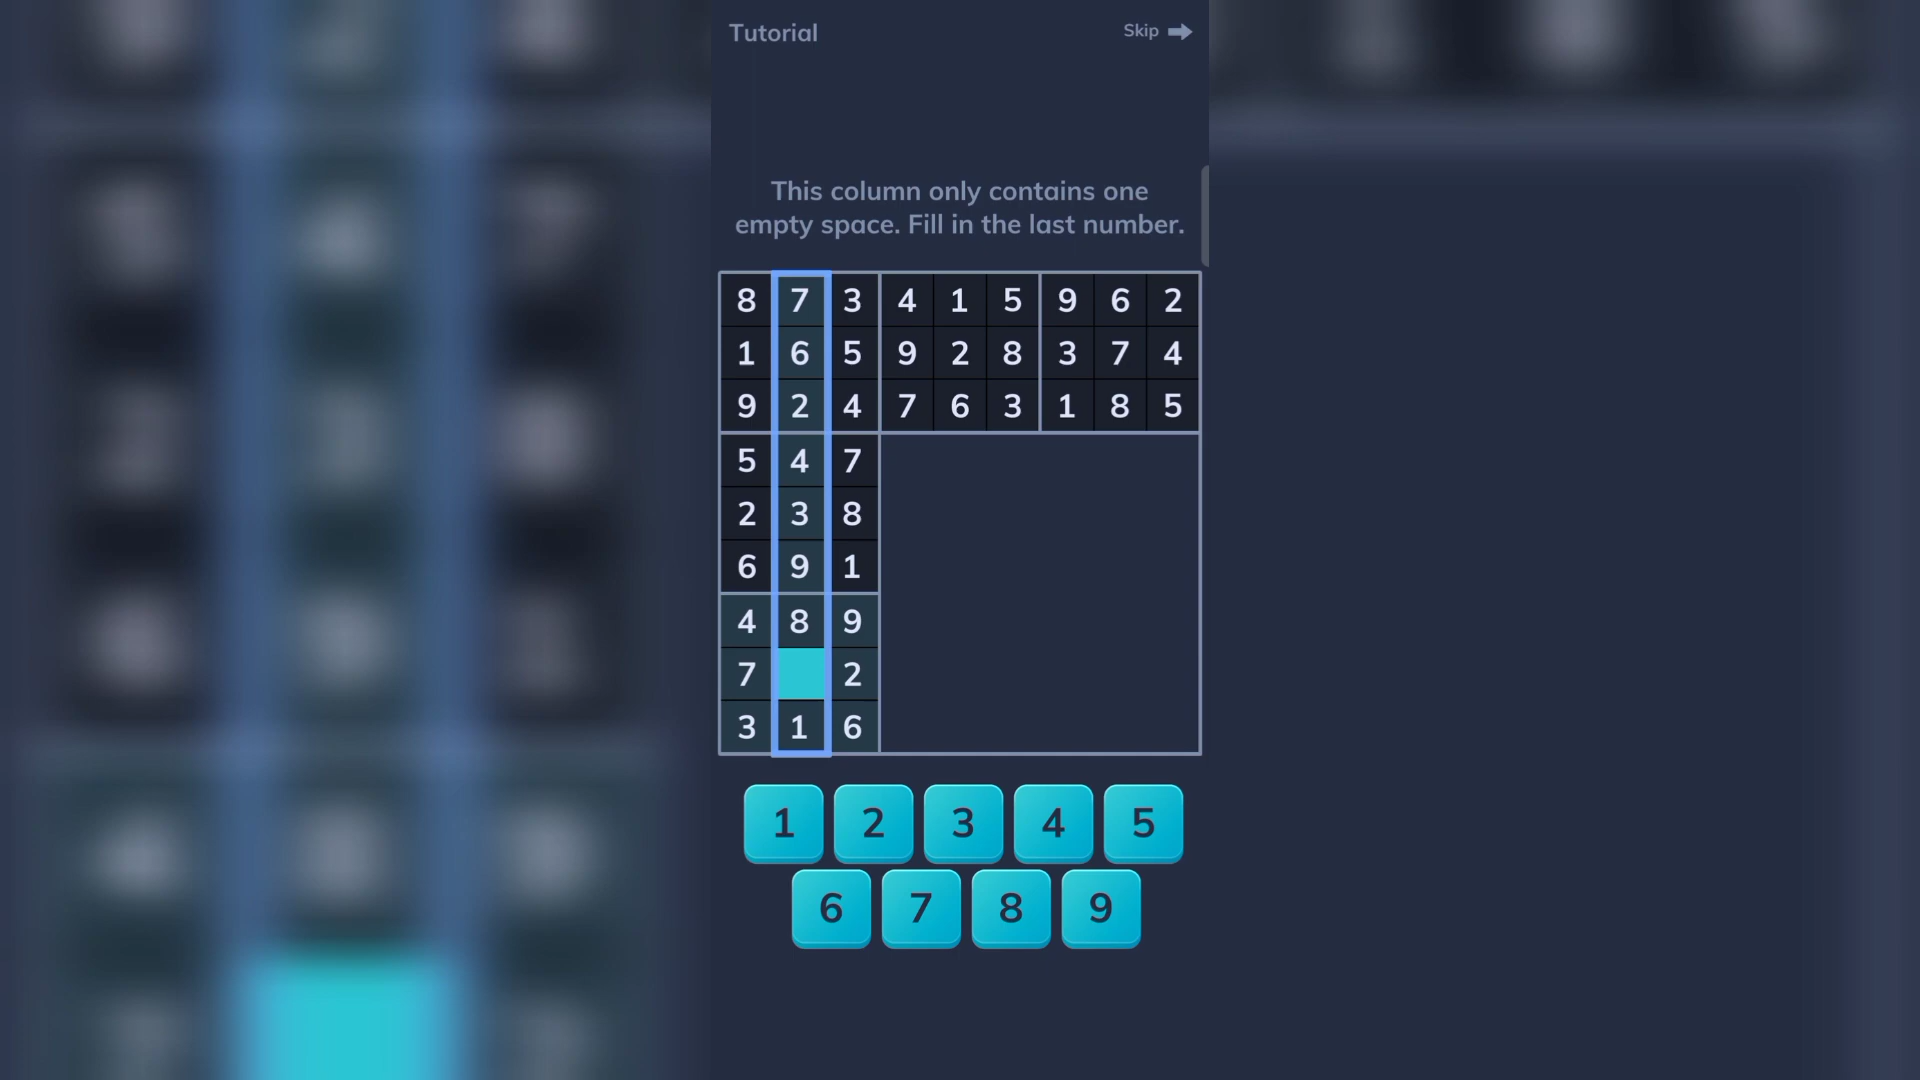 Tutorial
Skip
This column only contains one
empty space. Fill in the last number.
8 7 3 4 1 5 9 6 2
1 6 5 9 2 8 3 7 4
9 2 4 7 6 3 1 8 5
5 4 7
2 3 8
6 9 1
4 8 9
7 2
3 1 6
1 2 3 4 5
6 7 8 9